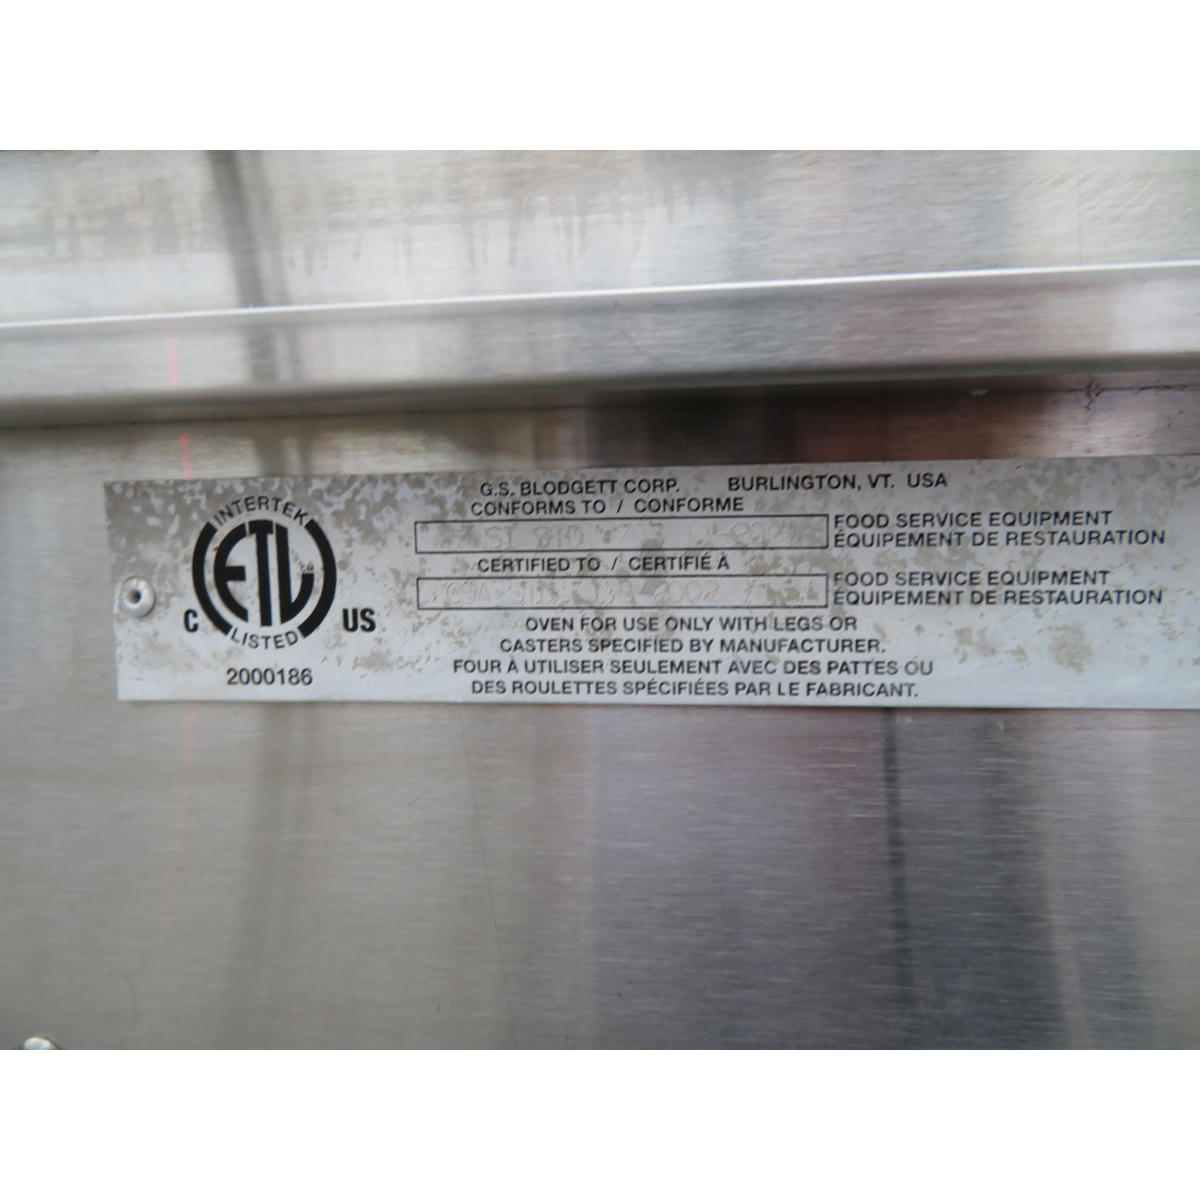 INTERTEK
ETL
C US
LISTED
2000186
G.S. BLODGETT CORP. BURLINGTON, VT. USA
CONFORMS TO / CONFORME
FOOD SERVICE EQUIPMENT
ÉQUIPEMENT DE RESTAURATION
CERTIFIED TO / CERTIFIÉ À
FOOD SERVICE EQUIPMENT
ÉQUIPEMENT DE RESTAURATION
OVEN FOR USE ONLY WITH LEGS OR
CASTERS SPECIFIED BY MANUFACTURER.
FOUR À UTILISER SEULEMENT AVEC DES PATTES OU
DES ROULETTES SPÉCIFIÉES PAR LE FABRICANT.